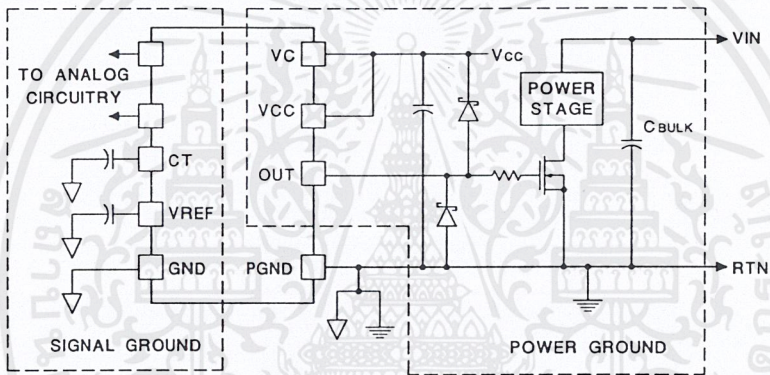 VC
VCC
OUT
PGND
TO ANALOG
CIRCUITRY
CT
VREF
GND
SIGNAL GROUND
VCC
POWER
STAGE
CBULK
VIN
RTN
POWER GROUND